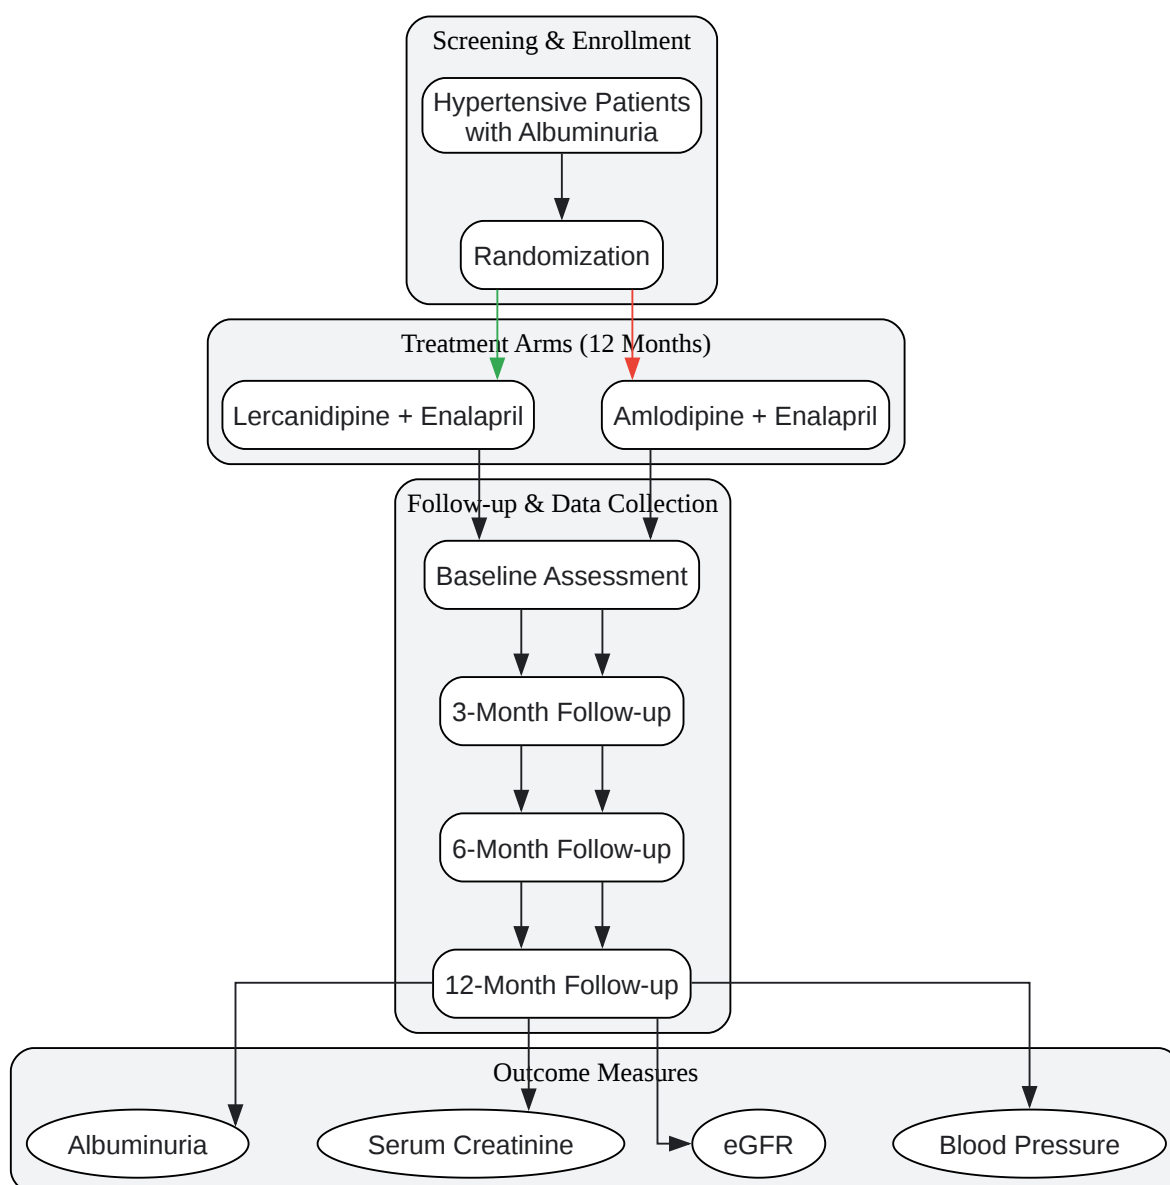 Screening & Enrollment
Hypertensive Patients
with Albuminuria
Randomization
Treatment Arms (12 Months)
Lercanidipine + Enalapril
Amlodipine + Enalapril
Follow-up & Data Collection
Baseline Assessment
3-Month Follow-up
6-Month Follow-up
12-Month Follow-up
Outcome Measures
Albuminuria
Serum Creatinine
eGFR
Blood Pressure